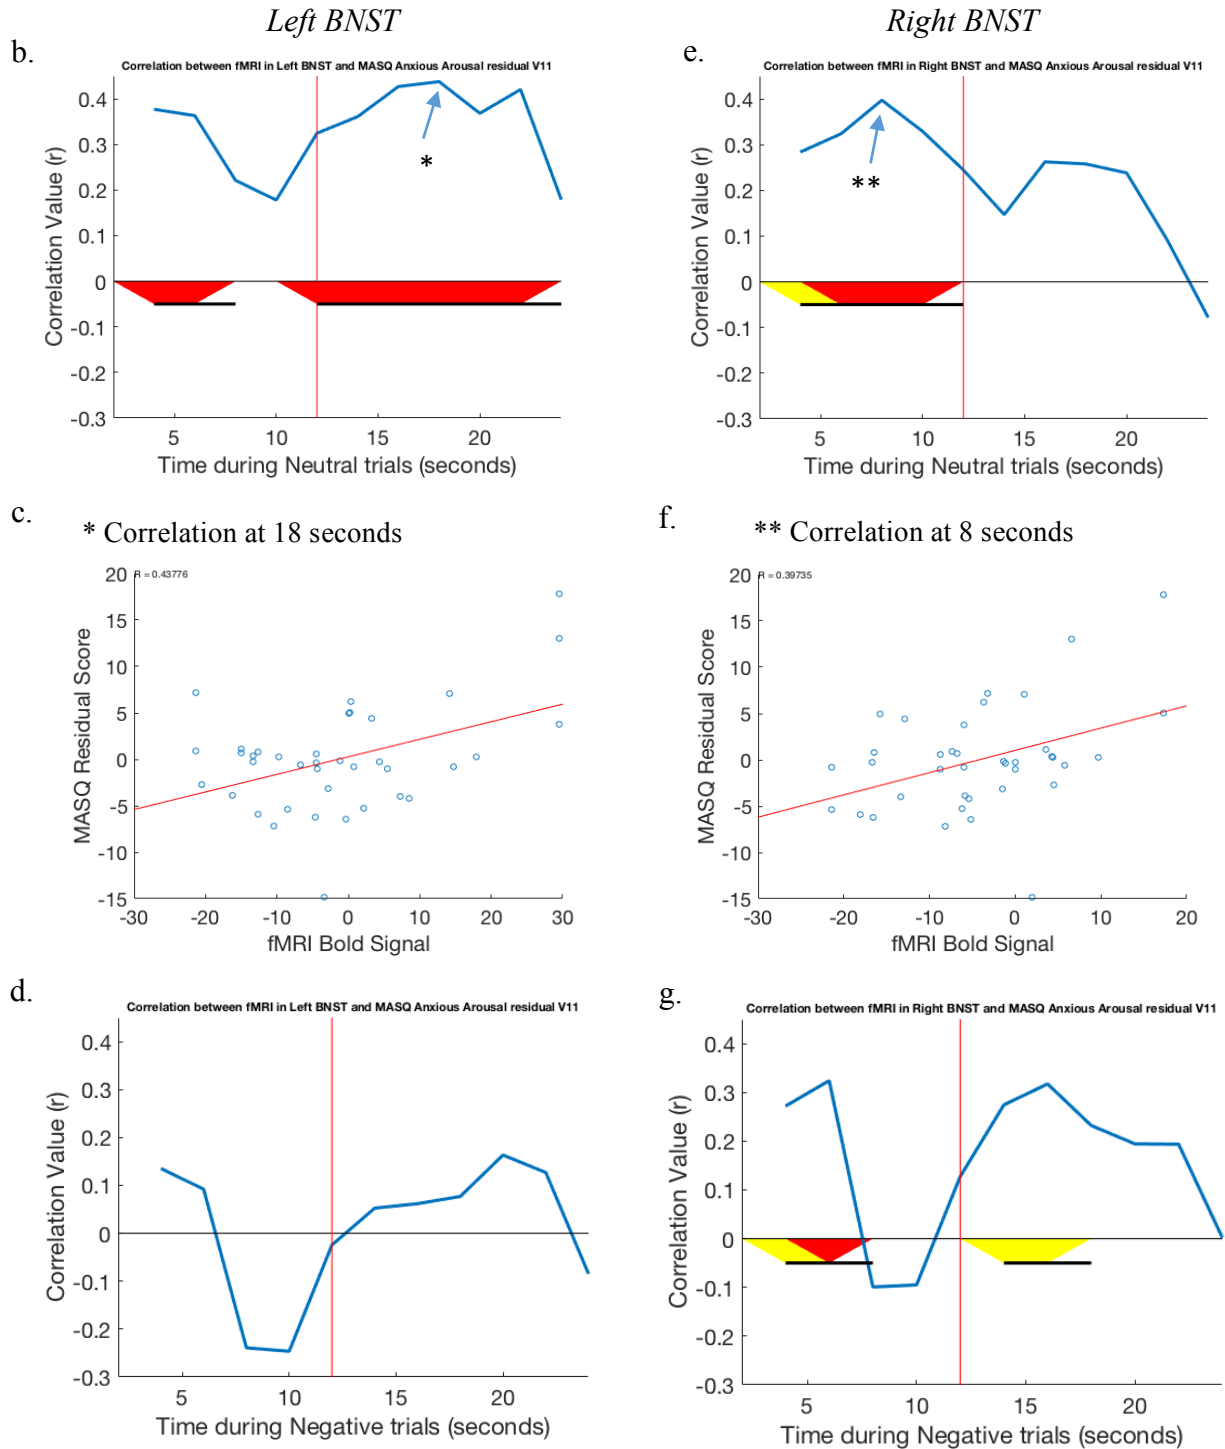 Left BNST
Right BNST
b.
Correlation between fMRI in Left BNST and MASQ Anxious Arousal residual V11
0.4
0.3
0.2
0.1
0
-0.1
-0.2
-0.3
Correlation Value (r)
*
5
10
15
20
Time during Neutral trials (seconds)
e.
Correlation between fMRI in Right BNST and MASQ Anxious Arousal residual V11
0.4
0.3
0.2
0.1
0
-0.1
-0.2
-0.3
Correlation Value (r)
**
5
10
15
20
Time during Neutral trials (seconds)
c.
* Correlation at 18 seconds
R = 0.43776
20
15
10
5
0
-5
-10
-15
MASQ Residual Score
-30
-20
-10
0
10
20
30
fMRI Bold Signal
f.
** Correlation at 8 seconds
R = 0.39735
20
15
10
5
0
-5
-10
-15
MASQ Residual Score
-30
-20
-10
0
10
20
fMRI Bold Signal
d.
Correlation between fMRI in Left BNST and MASQ Anxious Arousal residual V11
0.4
0.3
0.2
0.1
0
-0.1
-0.2
-0.3
Correlation Value (r)
5
10
15
20
Time during Negative trials (seconds)
g.
Correlation between fMRI in Right BNST and MASQ Anxious Arousal residual V11
0.4
0.3
0.2
0.1
0
-0.1
-0.2
-0.3
Correlation Value (r)
5
10
15
20
Time during Negative trials (seconds)